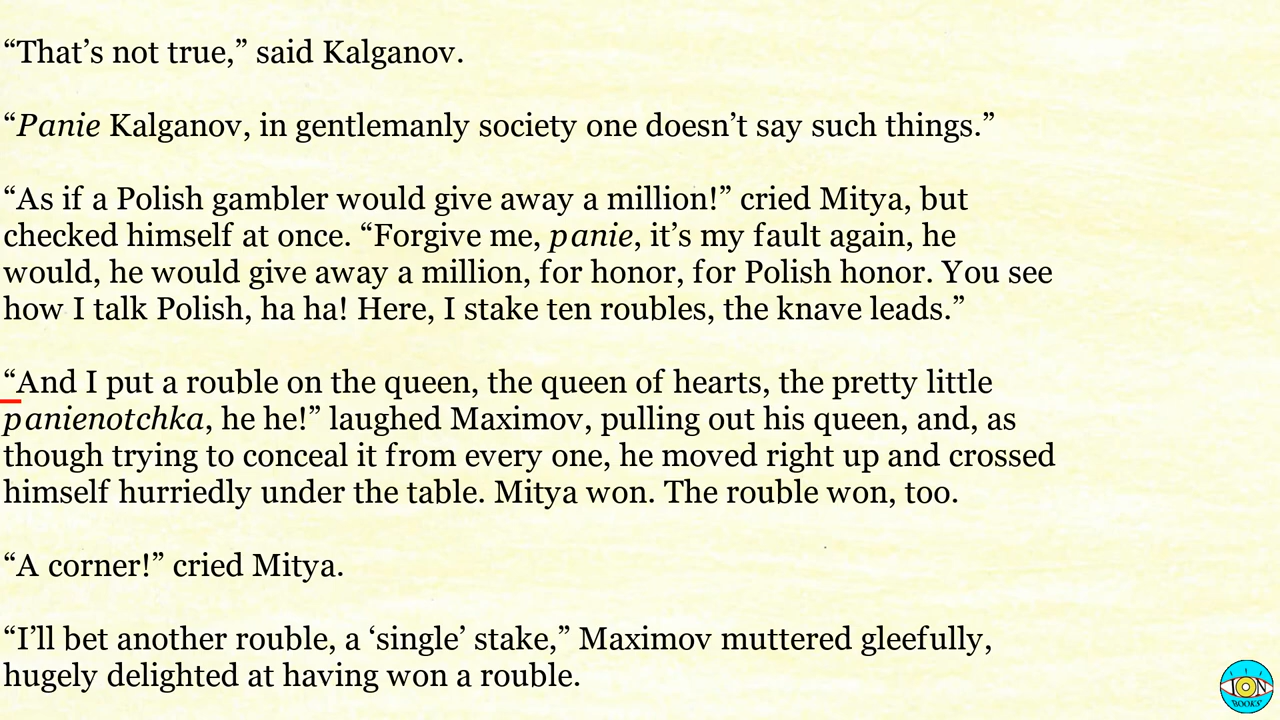 “That’s not true,” said Kalganov.
“Panie Kalganov, in gentlemanly society one doesn’t say such things.”
“As if a Polish gambler would give away a million!” cried Mitya, but
checked himself at once. “Forgive me, panie, it’s my fault again, he
would, he would give away a million, for honor, for Polish honor. You see
how I talk Polish, ha ha! Here, I stake ten roubles, the knave leads.”
“And I put a rouble on the queen, the queen of hearts, the pretty little
panienotchka, he he!” laughed Maximov, pulling out his queen, and, as
though trying to conceal it from every one, he moved right up and crossed
himself hurriedly under the table. Mitya won. The rouble won, too.
“A corner!” cried Mitya.
“I’ll bet another rouble, a ‘single’ stake,” Maximov muttered gleefully,
hugely delighted at having won a rouble.
ION
BOOKS